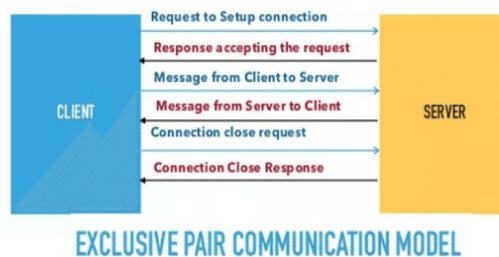 Request to Setup connection
Response accepting the request
Message from Client to Server
CLIENT
Message from Server to Client
SERVER
Connection close request
Connection Close Response
EXCLUSIVE PAIR COMMUNICATION MODEL